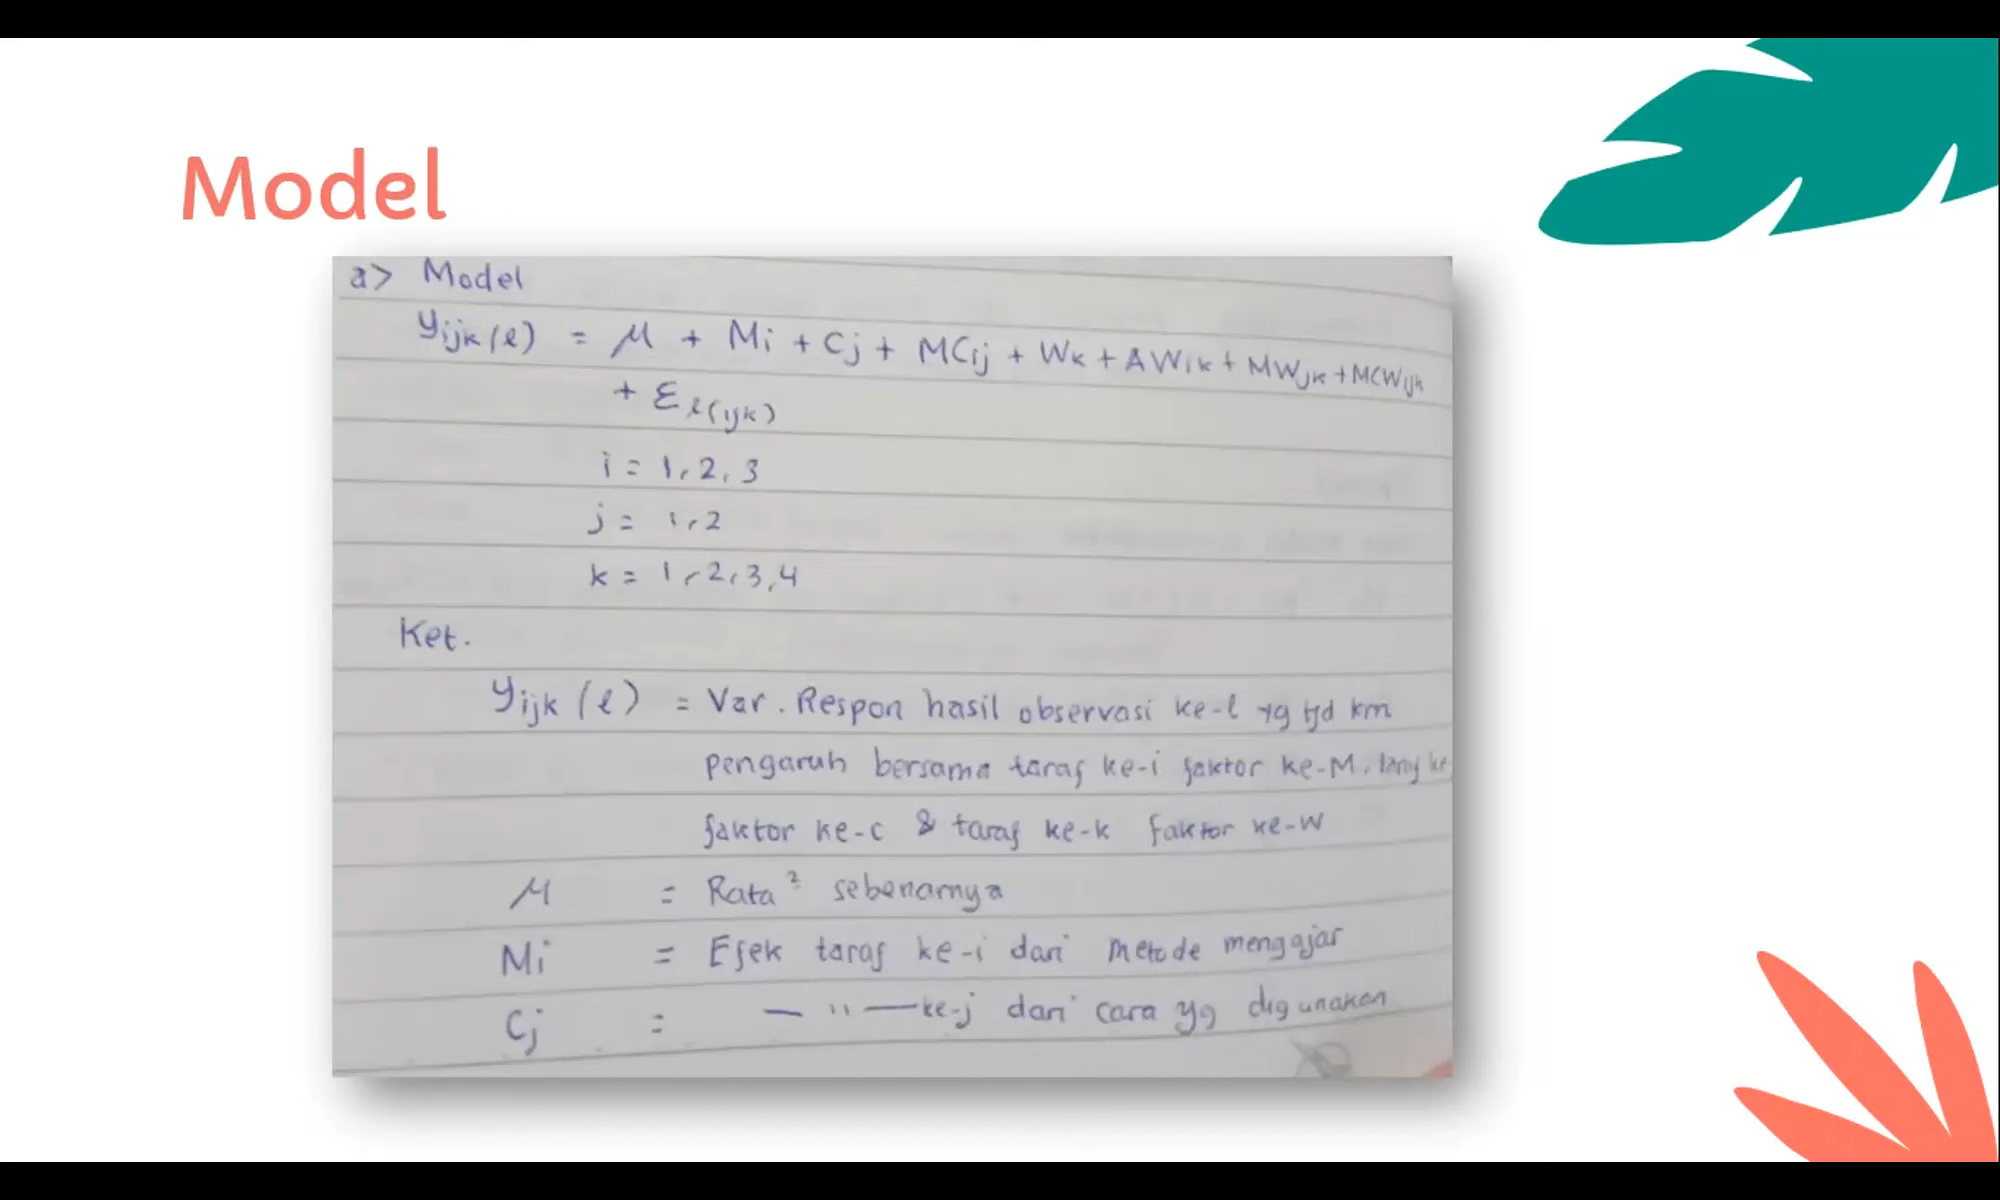 Model
a> Model
Yijk(l) = μ + Mi + Cj + MCij + Wk + AWik + MWjk + MCWijk
+ εl(ijk)
i = 1, 2, 3
j = 1, 2
k = 1, 2, 3, 4
Ket.
Yijk (l) = Var. Respon hasil observasi ke-l yg tjd km
pengaruh bersama taraf ke-i faktor ke-M, taraf ke
faktor ke-C & taraf ke-k faktor ke-W
μ = Rata² sebenarnya
Mi = Efek taraf ke-i dari metode mengajar
Cj = — " — ke-j dari cara yg digunakan